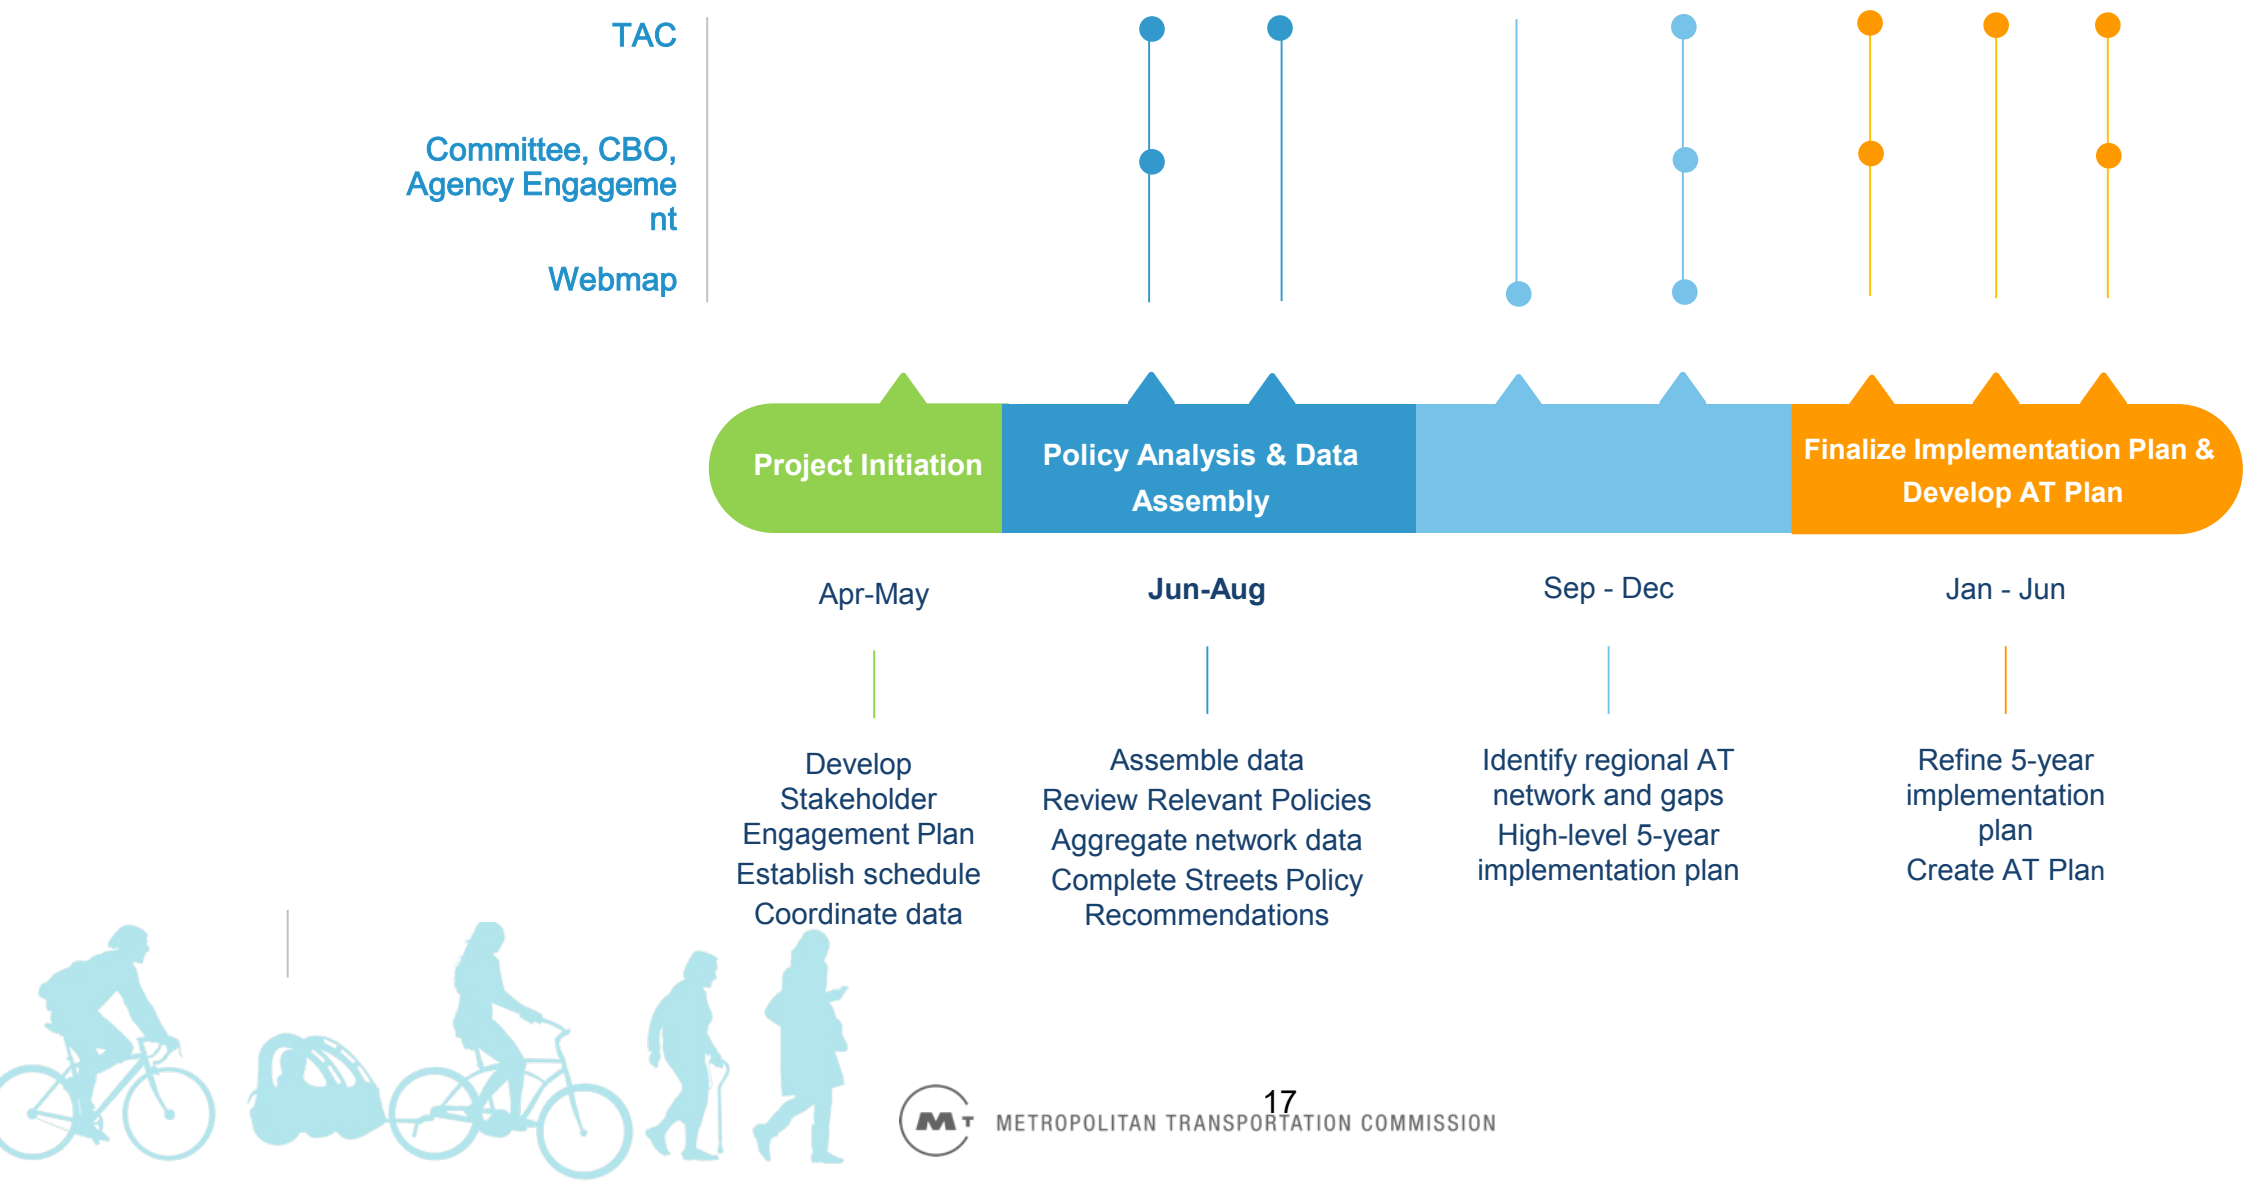 TAC
Committee, CBO,
Agency Engageme
nt
Webmap
Project Initiation
Policy Analysis & Data
Assembly
Finalize Implementation Plan &
Develop AT Plan
Apr-May
Jun-Aug
Sep - Dec
Jan - Jun
Develop
Stakeholder
Engagement Plan
Establish schedule
Coordinate data
Assemble data
Review Relevant Policies
Aggregate network data
Complete Streets Policy
Recommendations
Identify regional AT
network and gaps
High-level 5-year
implementation plan
Refine 5-year
implementation
plan
Create AT Plan
17
MT METROPOLITAN TRANSPORTATION COMMISSION